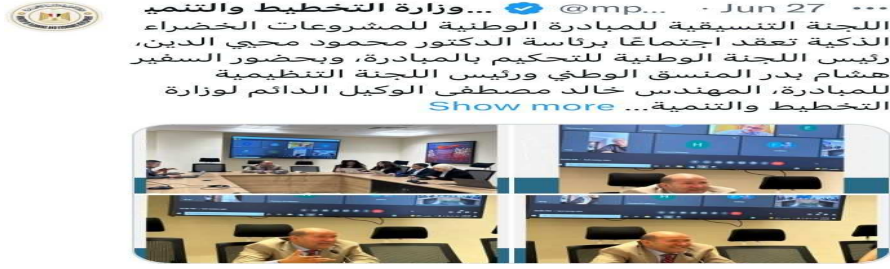 وزارة التخطيط والتنميـ... @mp... · Jun 27
اللجنة التنسيقية للمبادرة الوطنية للمشروعات الخضراء
الذكية تعقد اجتماعًا برئاسة الدكتور محمود محيي الدين،
رئيس اللجنة الوطنية للتحكيم بالمبادرة، وبحضور السفير
هشام بدر المنسق الوطني ورئيس اللجنة التنظيمية
للمبادرة، المهندس خالد مصطفى الوكيل الدائم لوزارة
التخطيط والتنمية... Show more